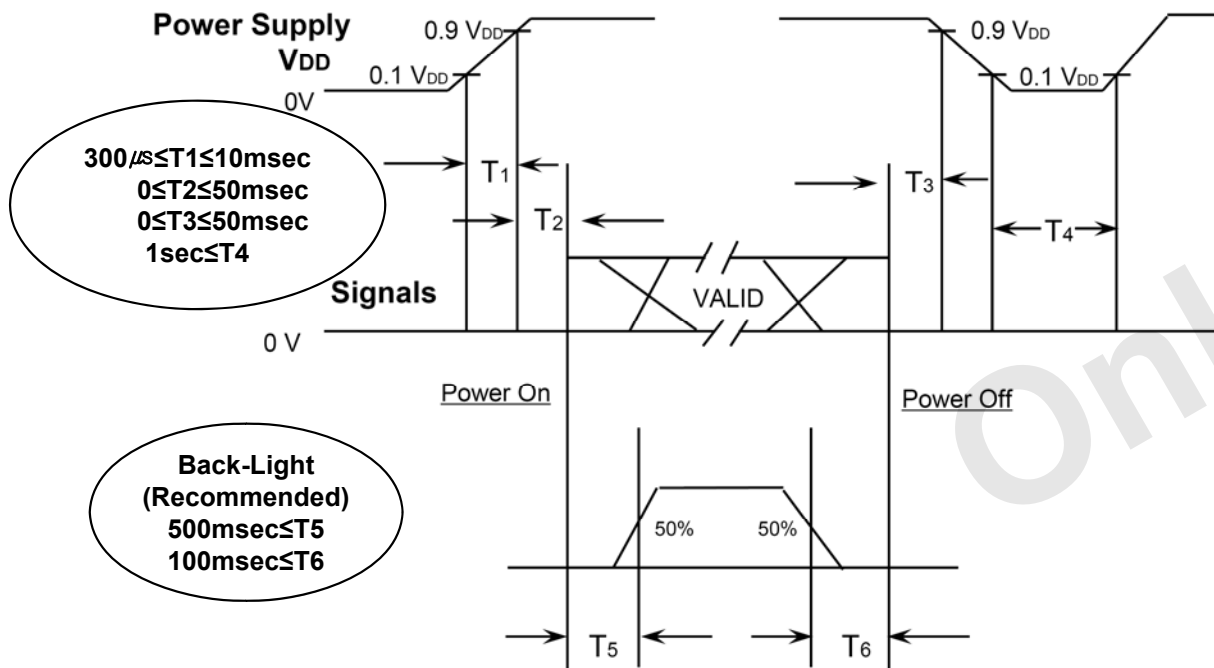 Power Supply
VDD
0.9 VDD
0.1 VDD
0V
0.9 VDD
0.1 VDD
300㎲≤T1≤10msec
0≤T2≤50msec
0≤T3≤50msec
1sec≤T4
T1
T2
T3
T4
Signals
VALID
0 V
Power On
Power Off
Back-Light
(Recommended)
500msec≤T5
100msec≤T6
50%
50%
T5
T6